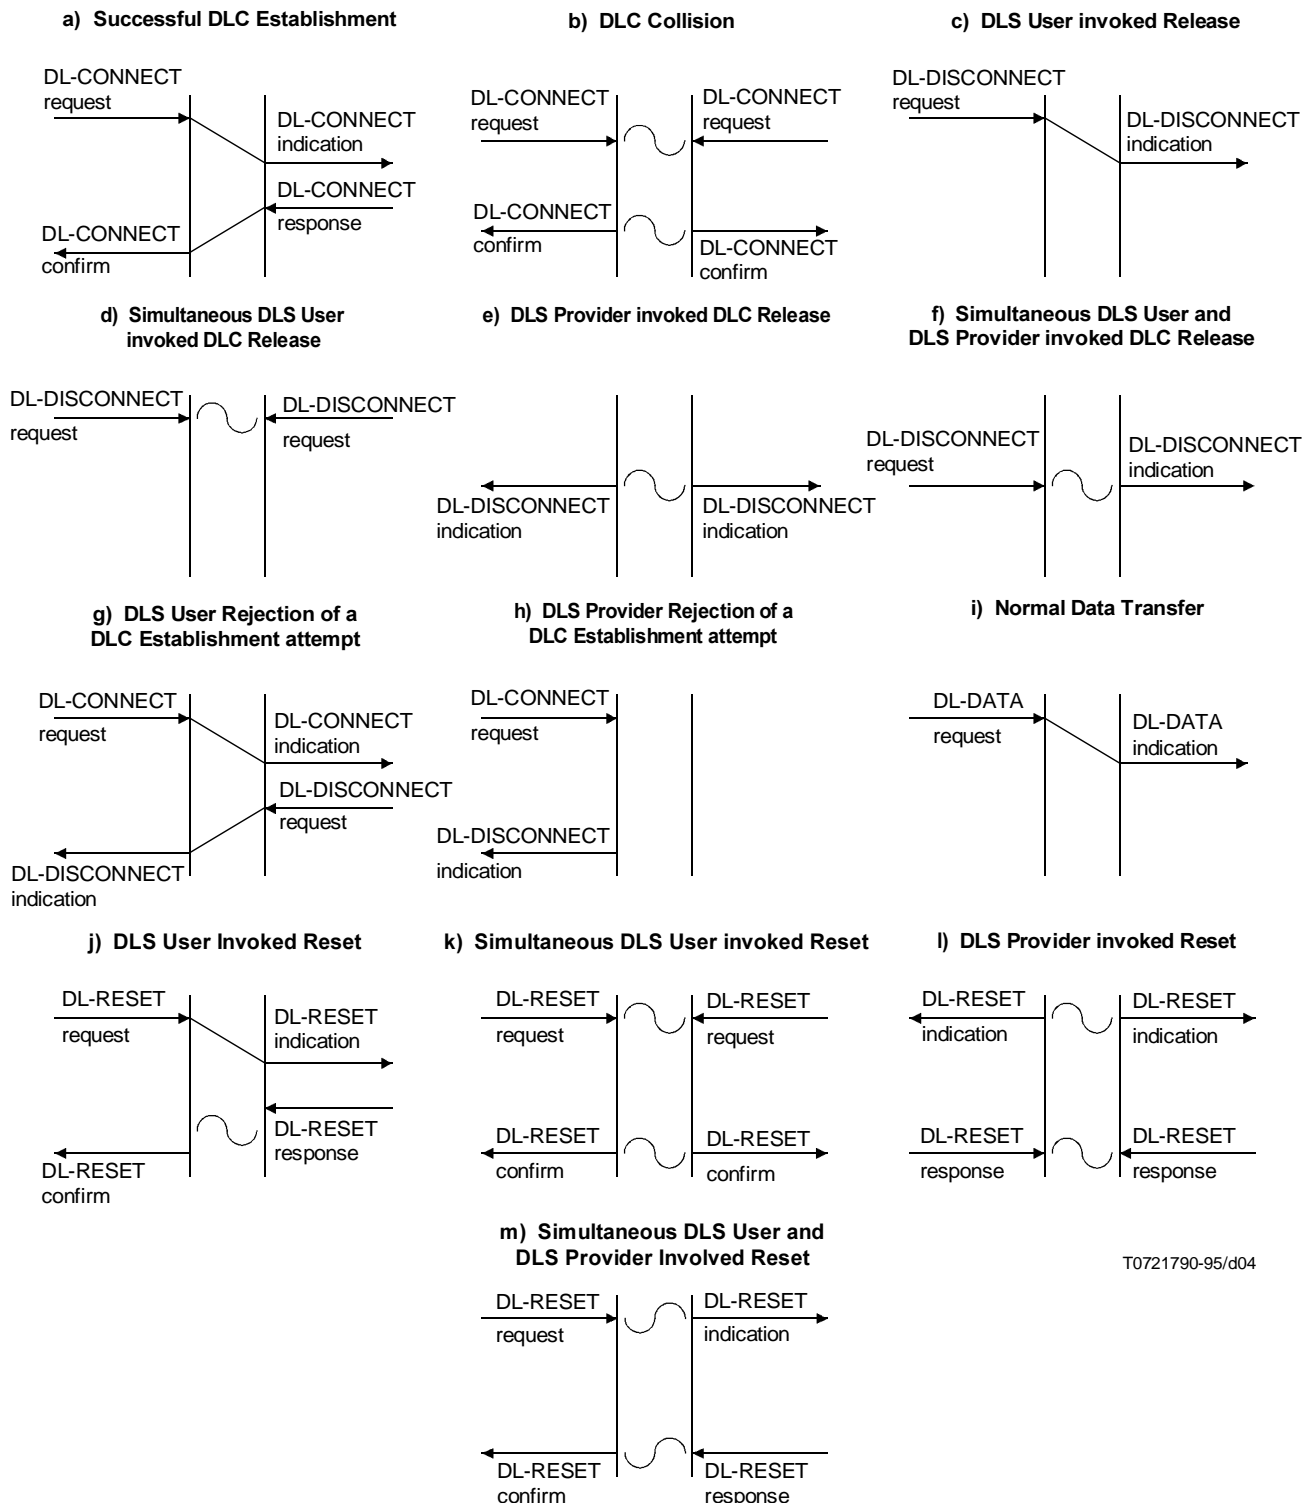 a) Successful DLC Establishment
DL-CONNECT
request
DL-CONNECT
indication
DL-CONNECT
response
DL-CONNECT
confirm
b) DLC Collision
DL-CONNECT
request
DL-CONNECT
request
DL-CONNECT
confirm
DL-CONNECT
confirm
c) DLS User invoked Release
DL-DISCONNECT
request
DL-DISCONNECT
indication
d) Simultaneous DLS User
invoked DLC Release
DL-DISCONNECT
request
DL-DISCONNECT
request
e) DLS Provider invoked DLC Release
DL-DISCONNECT
indication
DL-DISCONNECT
indication
f) Simultaneous DLS User and
DLS Provider invoked DLC Release
DL-DISCONNECT
request
DL-DISCONNECT
indication
g) DLS User Rejection of a
DLC Establishment attempt
DL-CONNECT
request
DL-CONNECT
indication
DL-DISCONNECT
request
DL-DISCONNECT
indication
h) DLS Provider Rejection of a
DLC Establishment attempt
DL-CONNECT
request
DL-DISCONNECT
indication
i) Normal Data Transfer
DL-DATA
request
DL-DATA
indication
j) DLS User Invoked Reset
DL-RESET
request
DL-RESET
indication
DL-RESET
response
DL-RESET
confirm
k) Simultaneous DLS User invoked Reset
DL-RESET
request
DL-RESET
request
DL-RESET
confirm
DL-RESET
confirm
l) DLS Provider invoked Reset
DL-RESET
indication
DL-RESET
indication
DL-RESET
response
DL-RESET
response
m) Simultaneous DLS User and
DLS Provider Involved Reset
T0721790-95/d04
DL-RESET
request
DL-RESET
indication
DL-RESET
confirm
DL-RESET
response